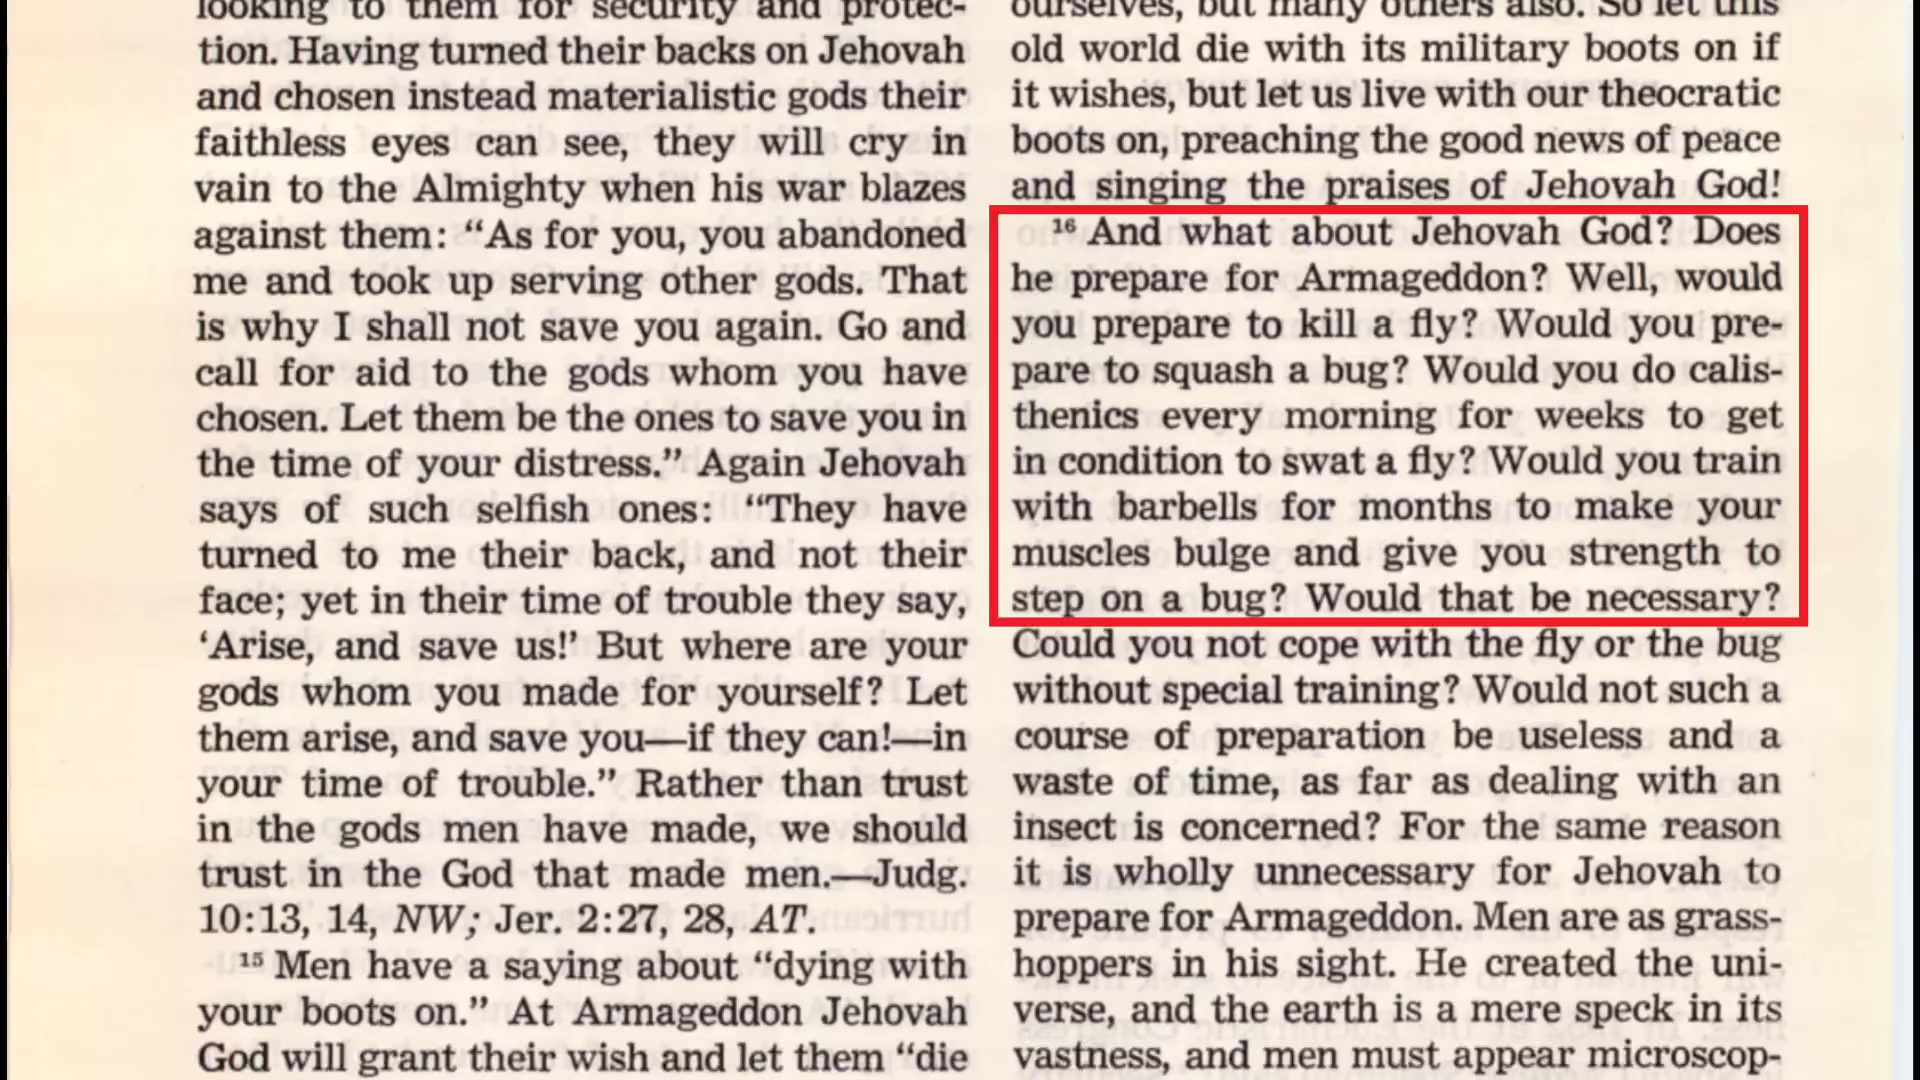 looking to them for security and protec-
tion. Having turned their backs on Jehovah
and chosen instead materialistic gods their
faithless eyes can see, they will cry in
vain to the Almighty when his war blazes
against them: “As for you, you abandoned
me and took up serving other gods. That
is why I shall not save you again. Go and
call for aid to the gods whom you have
chosen. Let them be the ones to save you in
the time of your distress.” Again Jehovah
says of such selfish ones: “They have
turned to me their back, and not their
face; yet in their time of trouble they say,
‘Arise, and save us!’ But where are your
gods whom you made for yourself? Let
them arise, and save you—if they can!—in
your time of trouble.” Rather than trust
in the gods men have made, we should
trust in the God that made men.—Judg.
10:13, 14, NW; Jer. 2:27, 28, AT.
15 Men have a saying about “dying with
your boots on.” At Armageddon Jehovah
God will grant their wish and let them “die
ourselves, but many others also. So let this
old world die with its military boots on if
it wishes, but let us live with our theocratic
boots on, preaching the good news of peace
and singing the praises of Jehovah God!
16 And what about Jehovah God? Does
he prepare for Armageddon? Well, would
you prepare to kill a fly? Would you pre-
pare to squash a bug? Would you do calis-
thenics every morning for weeks to get
in condition to swat a fly? Would you train
with barbells for months to make your
muscles bulge and give you strength to
step on a bug? Would that be necessary?
Could you not cope with the fly or the bug
without special training? Would not such a
course of preparation be useless and a
waste of time, as far as dealing with an
insect is concerned? For the same reason
it is wholly unnecessary for Jehovah to
prepare for Armageddon. Men are as grass-
hoppers in his sight. He created the uni-
verse, and the earth is a mere speck in its
vastness, and men must appear microscop-